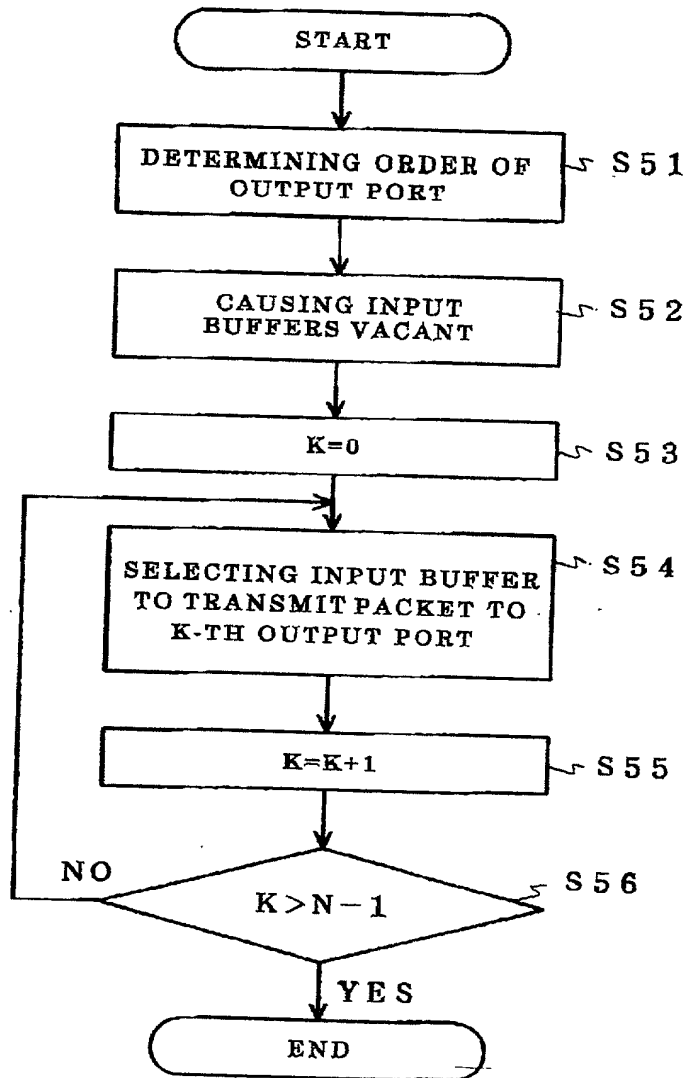 START
DETERMINING ORDER OF
OUTPUT PORT
S51
CAUSING INPUT
BUFFERS VACANT
S52
K=0
S53
SELECTING INPUT BUFFER
TO TRANSMIT PACKET TO
K-TH OUTPUT PORT
S54
K=K+1
S55
NO
K>N-1
S56
YES
END